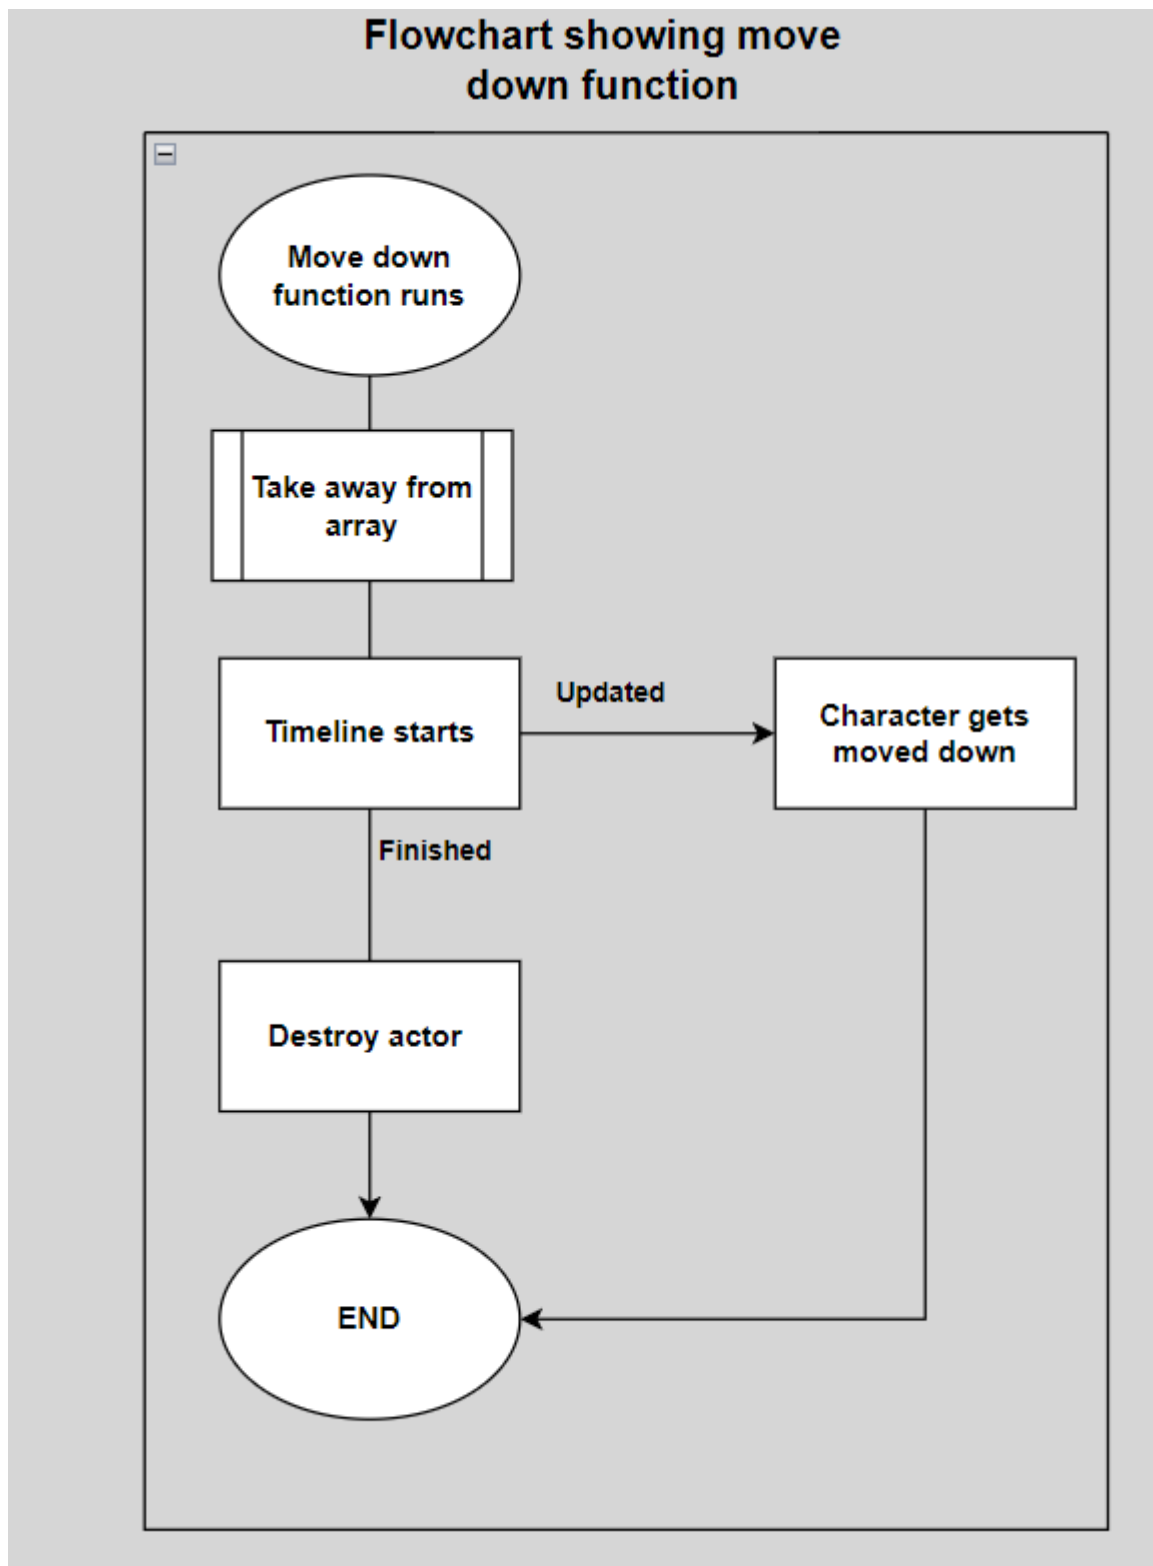 Flowchart showing move
down function
Move down
function runs
Take away from
array
Timeline starts
Updated
Character gets
moved down
Finished
Destroy actor
END